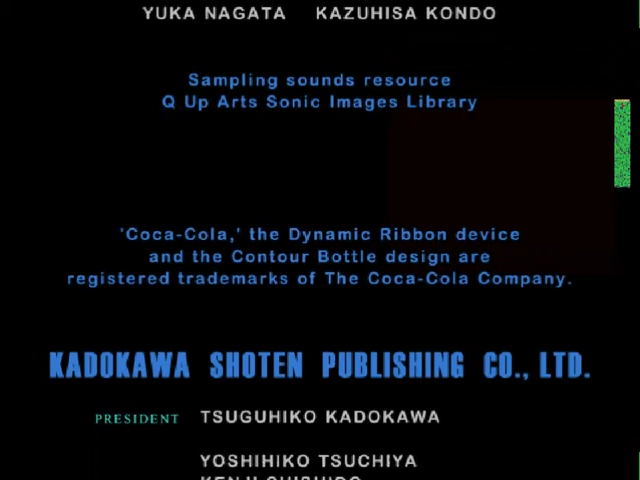 YUKA NAGATA KAZUHISA KONDO
Sampling sounds resource
Q Up Arts Sonic Images Library
'Coca-Cola,' the Dynamic Ribbon device
and the Contour Bottle design are
registered trademarks of The Coca-Cola Company.
KADOKAWA SHOTEN PUBLISHING CO., LTD.
PRESIDENT TSUGUHIKO KADOKAWA
YOSHIHIKO TSUCHIYA